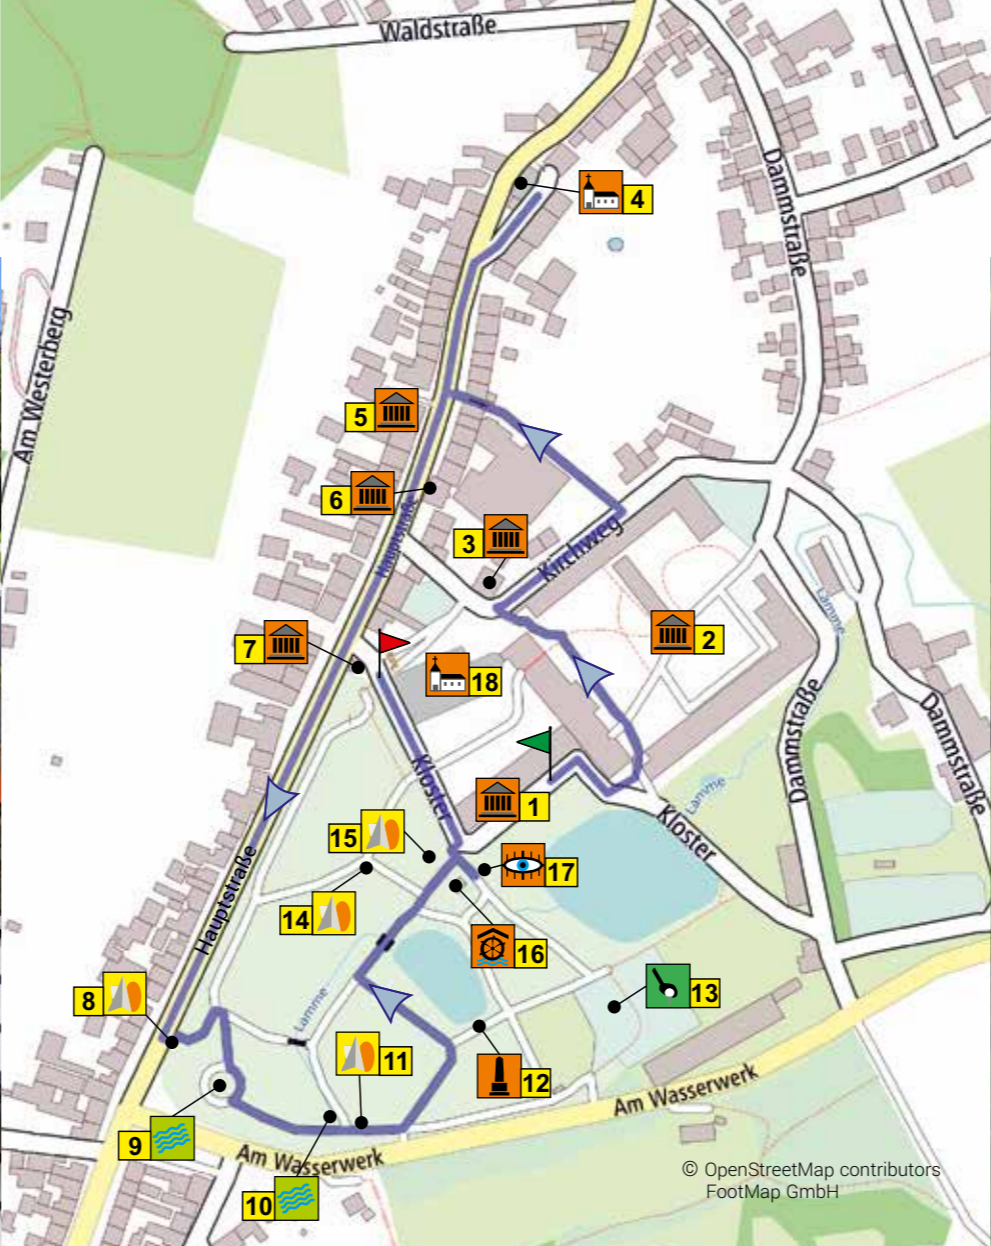 Waldstraße
Dammstraße
4
Am Westerberg
5
6
Hauptstraße
3
Kirchweg
2
Lamme
7
18
Dammstraße
Dammstraße
Kloster
1
Lamme
Kloster
15
17
14
Hauptstraße
16
8
13
Lamme
11
12
Am Wasserwerk
9
Am Wasserwerk
10
© OpenStreetMap contributors
FootMap GmbH